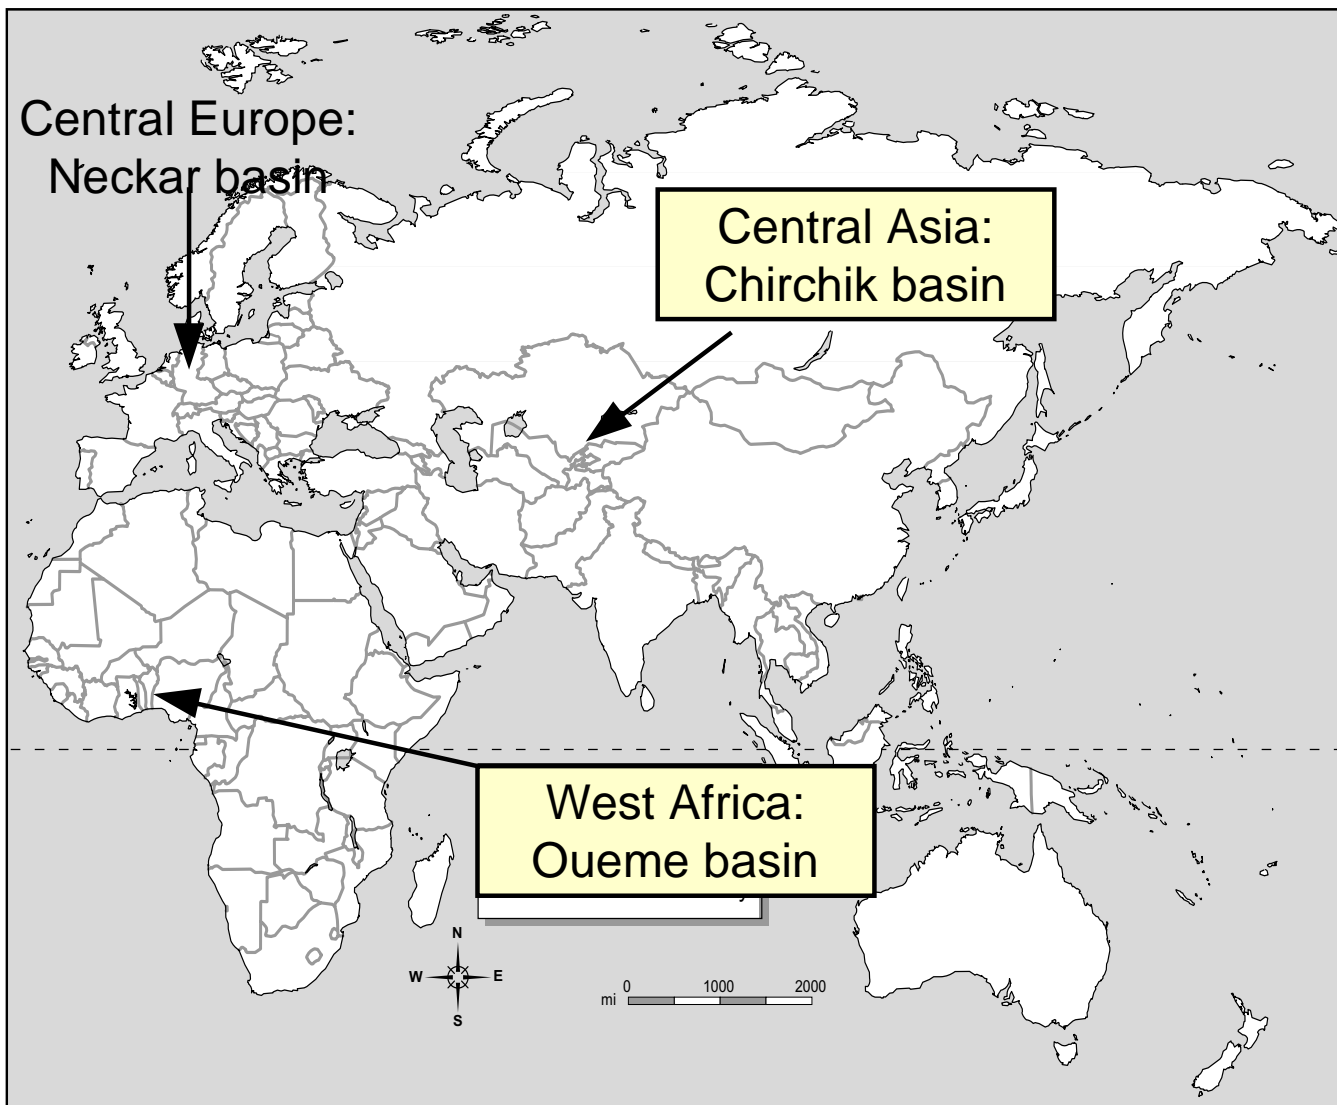 Central Europe:
Neckar basin
Central Asia:
Chirchik basin
West Africa:
Oueme basin
N
W E
S
mi 0 1000 2000